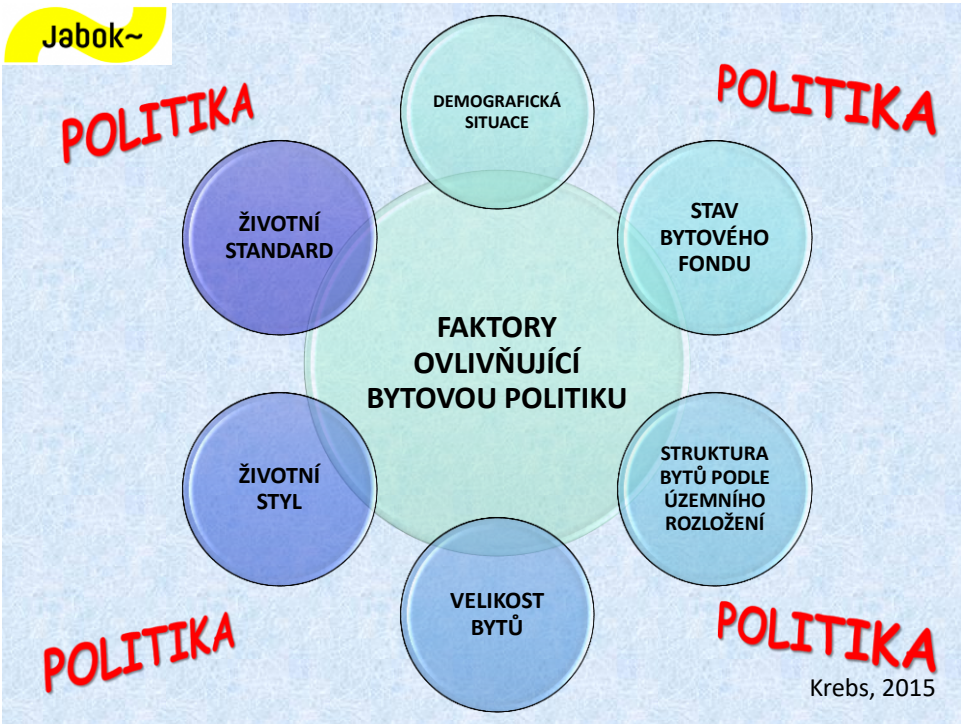 Jabok~
POLITIKA
POLITIKA
DEMOGRAFICKÁ
SITUACE
ŽIVOTNÍ
STANDARD
STAV
BYTOVÉHO
FONDU
FAKTORY
OVLIVŇUJÍCÍ
BYTOVOU POLITIKU
ŽIVOTNÍ
STYL
STRUKTURA
BYTŮ PODLE
ÚZEMNÍHO
ROZLOŽENÍ
VELIKOST
BYTŮ
POLITIKA
POLITIKA
Krebs, 2015